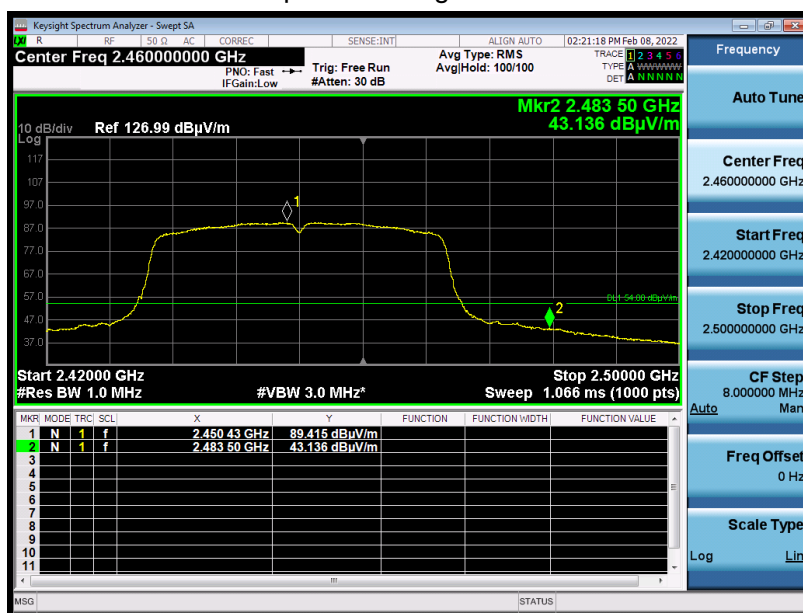 Keysight Spectrum Analyzer - Swept SA
LXI R RF 50 Ω AC CORREC SENSE:INT ALIGN AUTO 02:21:18 PM Feb 08, 2022
Center Freq 2.460000000 GHz
PNO: Fast
IFGain:Low
Trig: Free Run
#Atten: 30 dB
Avg Type: RMS
Avg|Hold: 100/100
TRACE 1 2 3 4 5 6
TYPE A WWWWW
DET A N N N N N
Mkr2 2.483 50 GHz
43.136 dBµV/m
10 dB/div Ref 126.99 dBµV/m
Log
117
107
97.0
87.0
77.0
67.0
57.0
47.0
37.0
1
2
DL1 54.00 dBµV/m
Start 2.42000 GHz Stop 2.50000 GHz
#Res BW 1.0 MHz #VBW 3.0 MHz* Sweep 1.066 ms (1000 pts)
MKR MODE TRC SCL X Y FUNCTION FUNCTION WIDTH FUNCTION VALUE
1 N 1 f 2.450 43 GHz 89.415 dBµV/m
2 N 1 f 2.483 50 GHz 43.136 dBµV/m
3
4
5
6
7
8
9
10
11
MSG STATUS
Frequency
Auto Tune
Center Freq
2.460000000 GHz
Start Freq
2.420000000 GHz
Stop Freq
2.500000000 GHz
CF Step
8.000000 MHz
Auto Man
Freq Offset
0 Hz
Scale Type
Log Lin